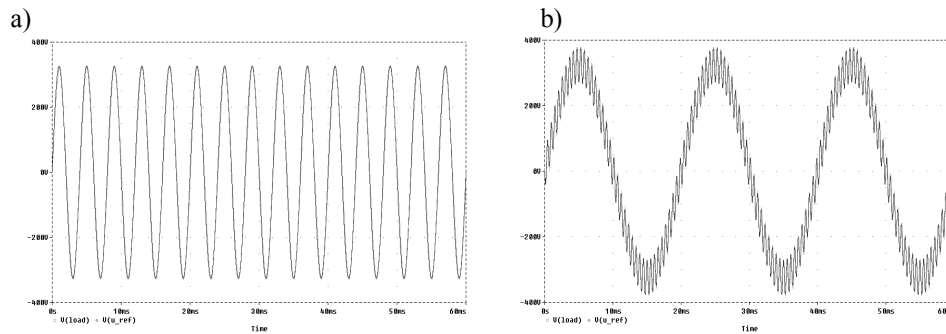 a)
400V
200V
0V
-200V
-400V
0s 10ms 20ms 30ms 40ms 50ms 60ms
V(load) V(u_ref)
Time
b)
400V
200V
0V
-200V
-400V
0s 10ms 20ms 30ms 40ms 50ms 60ms
V(load) V(u_ref)
Time